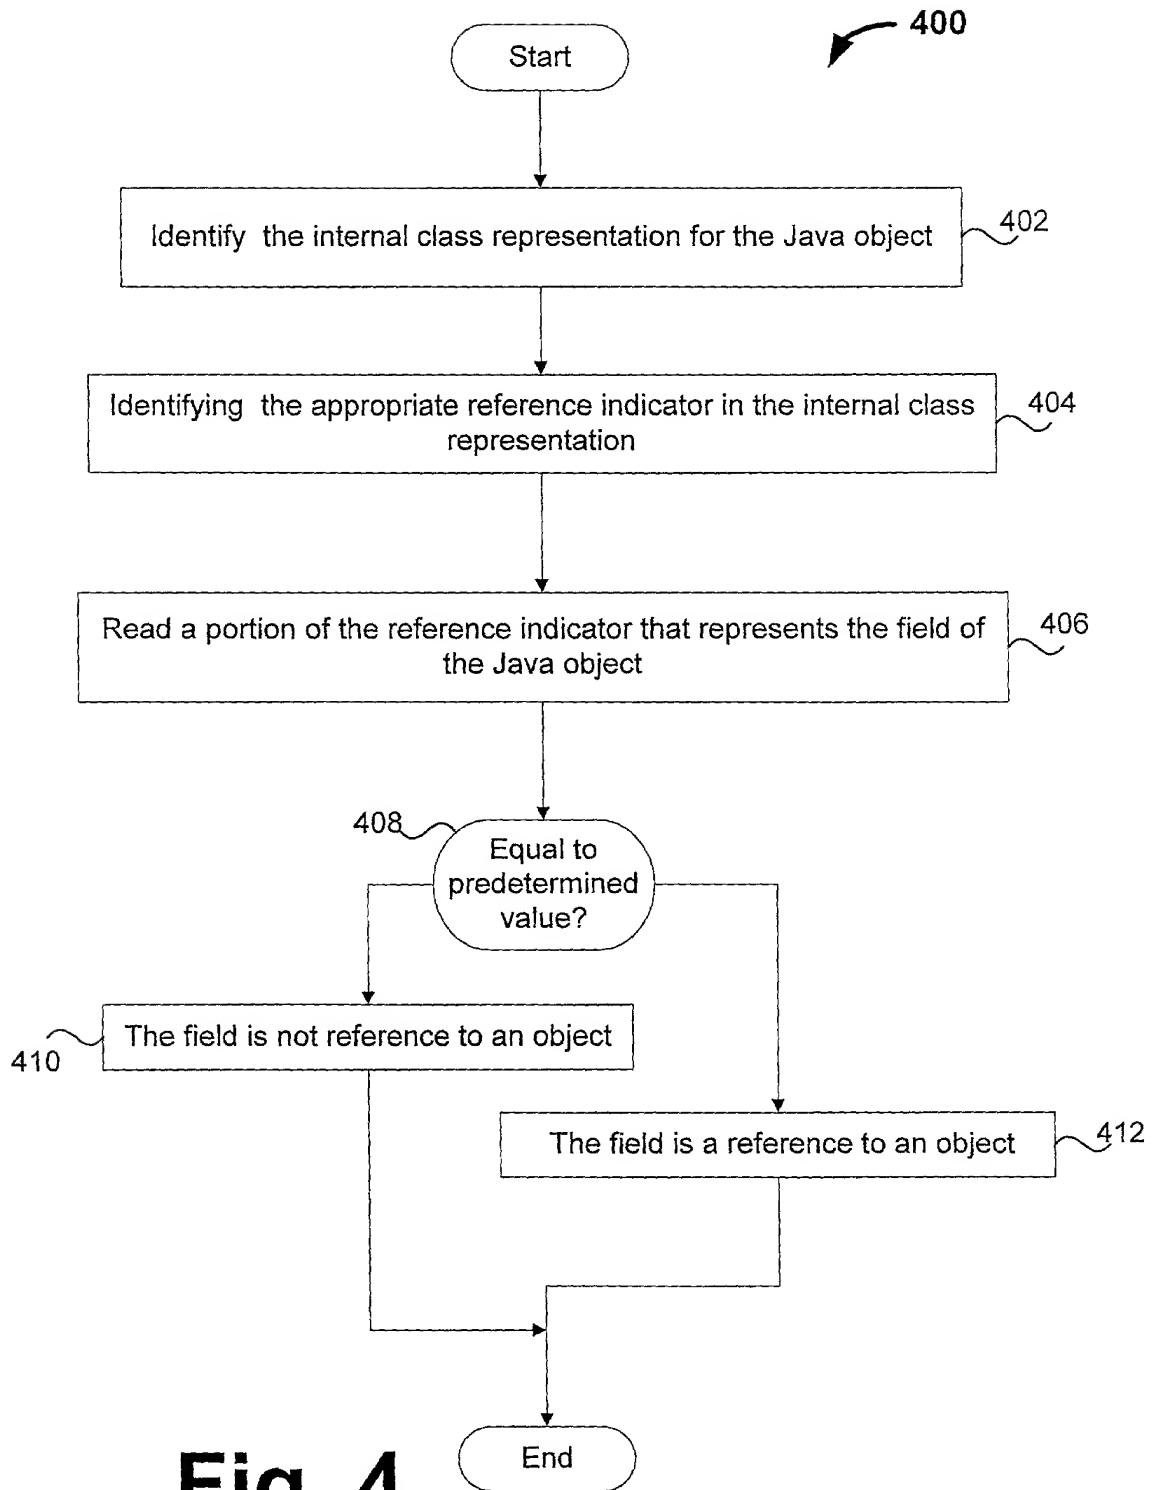 400
Start
Identify the internal class representation for the Java object
402
Identifying the appropriate reference indicator in the internal class
representation
404
Read a portion of the reference indicator that represents the field of
the Java object
406
408
Equal to
predetermined
value?
The field is not reference to an object
410
The field is a reference to an object
412
End
Fig. 4